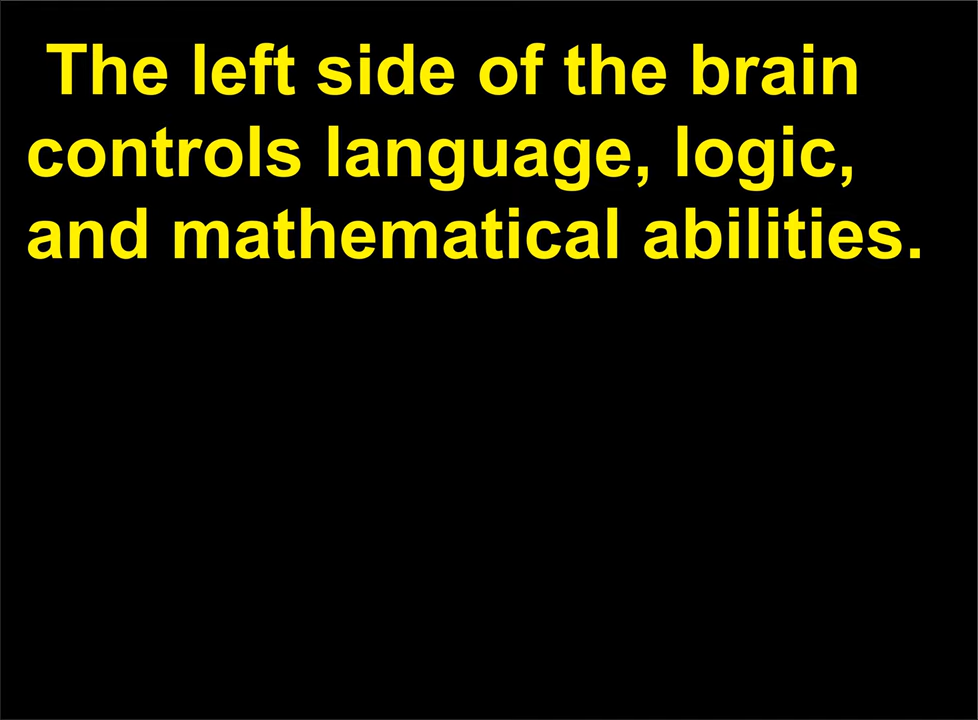 The left side of the brain
controls language, logic,
and mathematical abilities.